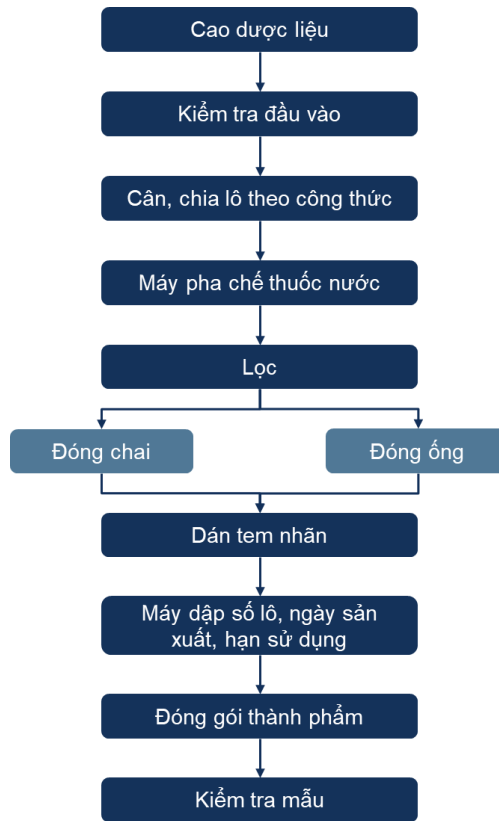 Cao dược liệu
Kiểm tra đầu vào
Cân, chia lô theo công thức
Máy pha chế thuốc nước
Lọc
Đóng chai
Đóng ống
Dán tem nhãn
Máy dập số lô, ngày sản
xuất, hạn sử dụng
Đóng gói thành phẩm
Kiểm tra mẫu